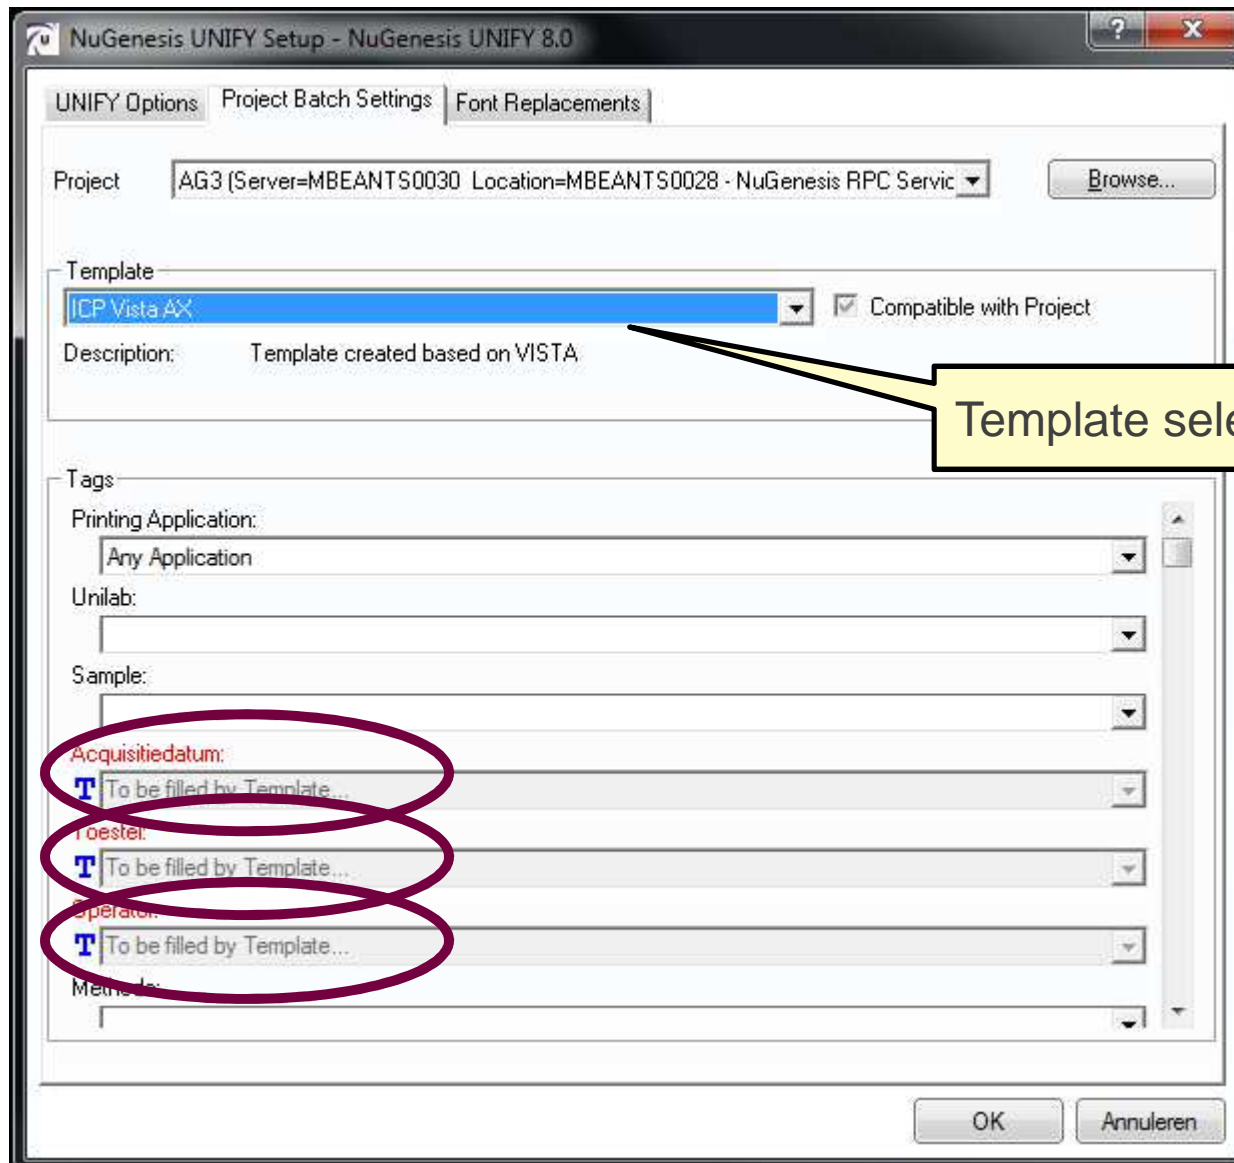 NuGenesis UNIFY Setup - NuGenesis UNIFY 8.0
UNIFY Options Project Batch Settings Font Replacements
Project AG3 (Server=MBEANTS0030 Location=MBEANTS0028 - NuGenesis RPC Servic Browse...
Template
ICP Vista AX Compatible with Project
Description: Template created based on VISTA
Template sele
Tags
Printing Application:
Any Application
Unilab:
Sample:
Acquisitiedatum:
T To be filled by Template...
Toestel:
T To be filled by Template...
Operator:
T To be filled by Template...
Methode:
OK Annuleren